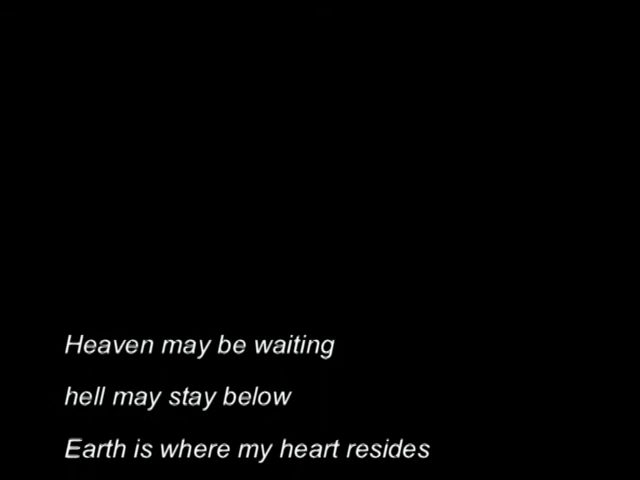 Heaven may be waiting
hell may stay below
Earth is where my heart resides